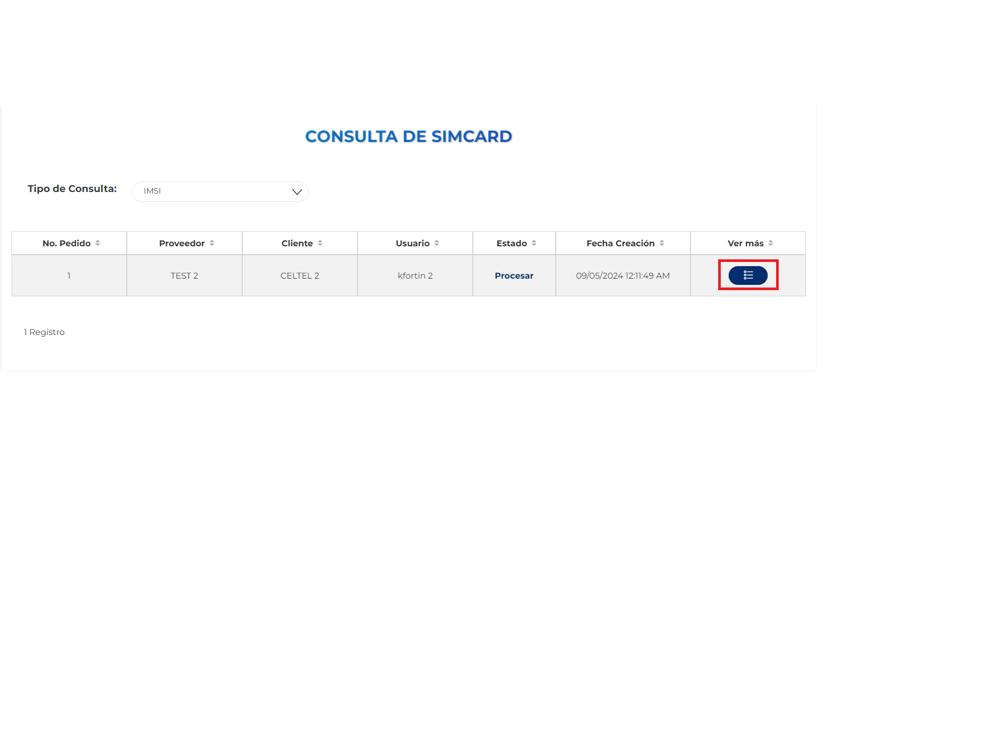 CONSULTA DE SIMCARD
Tipo de Consulta: IMSI
No. Pedido Proveedor Cliente Usuario Estado Fecha Creación Ver más
1 TEST 2 CELTEL 2 kfortin 2 Procesar 09/05/2024 12:11:49 AM
1 Registro